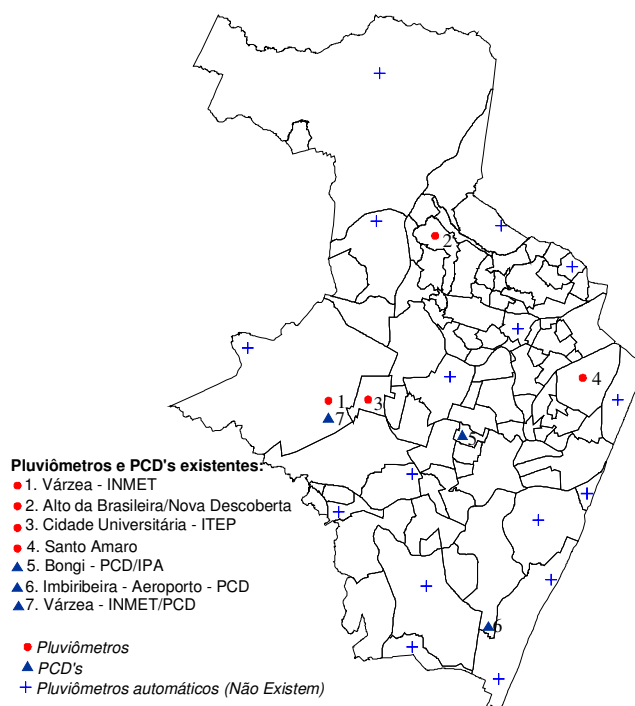 2
4
1
3
7
5
6
Pluviômetros e PCD's existentes:
1. Várzea - INMET
2. Alto da Brasileira/Nova Descoberta
3. Cidade Universitária - ITEP
4. Santo Amaro
5. Bongi - PCD/IPA
6. Imbiribeira - Aeroporto - PCD
7. Várzea - INMET/PCD
Pluviômetros
PCD's
Pluviômetros automáticos (Não Existem)